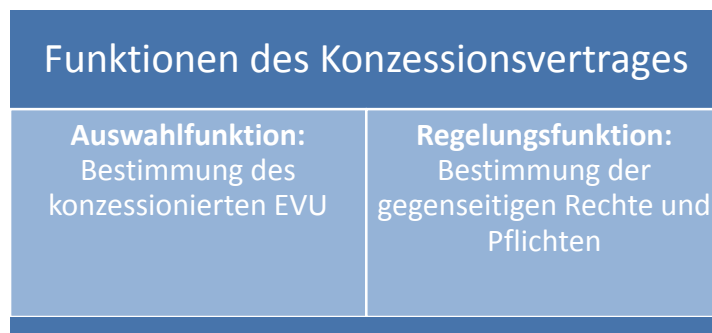 Funktionen des Konzessionsvertrages
Auswahlfunktion:
Bestimmung des
konzessionierten EVU
Regelungsfunktion:
Bestimmung der
gegenseitigen Rechte und
Pflichten